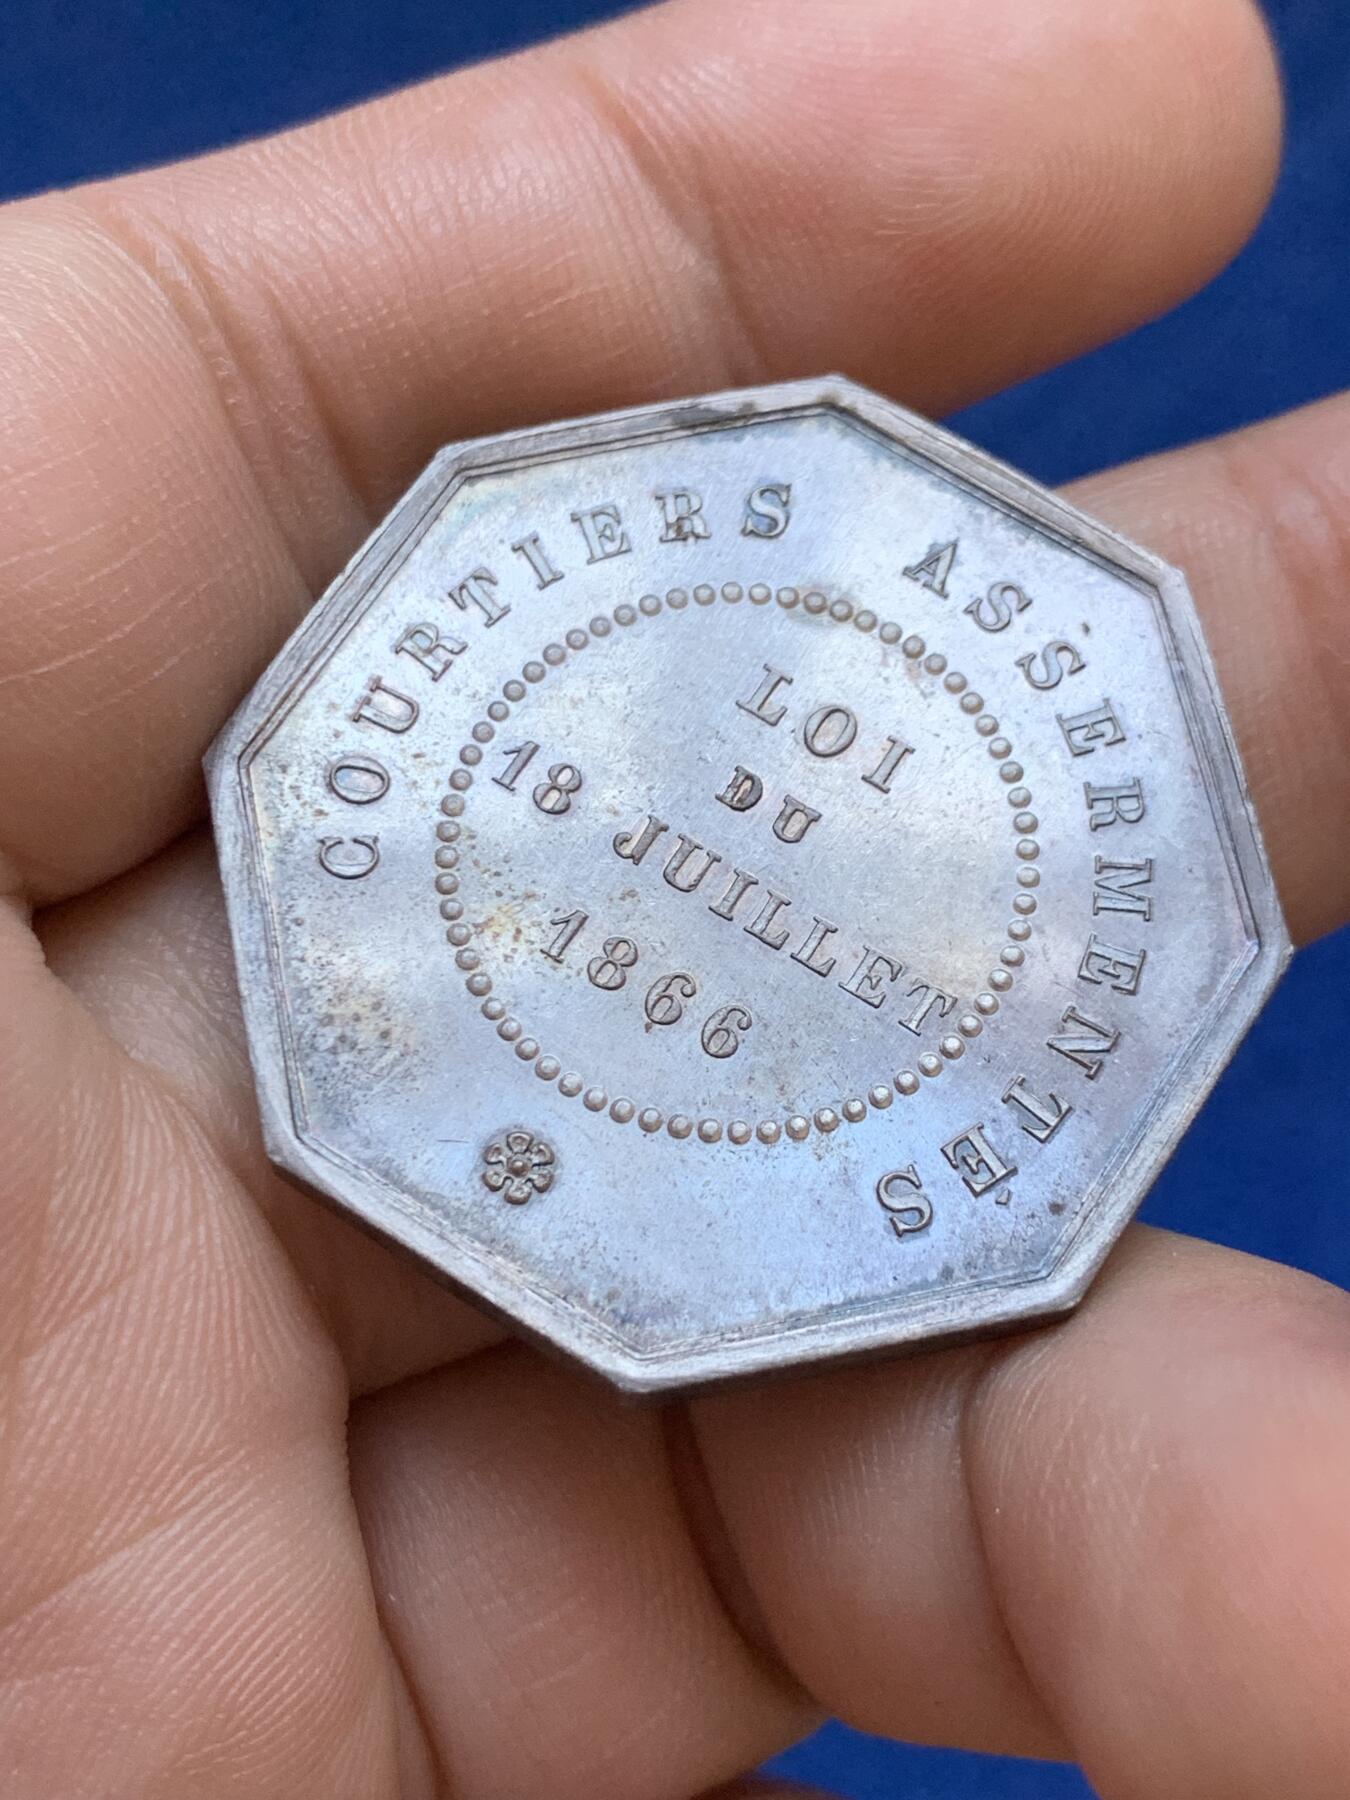 COURTIERS ASSERMENTÉS
LOI
DU
18 JUILLET
1866